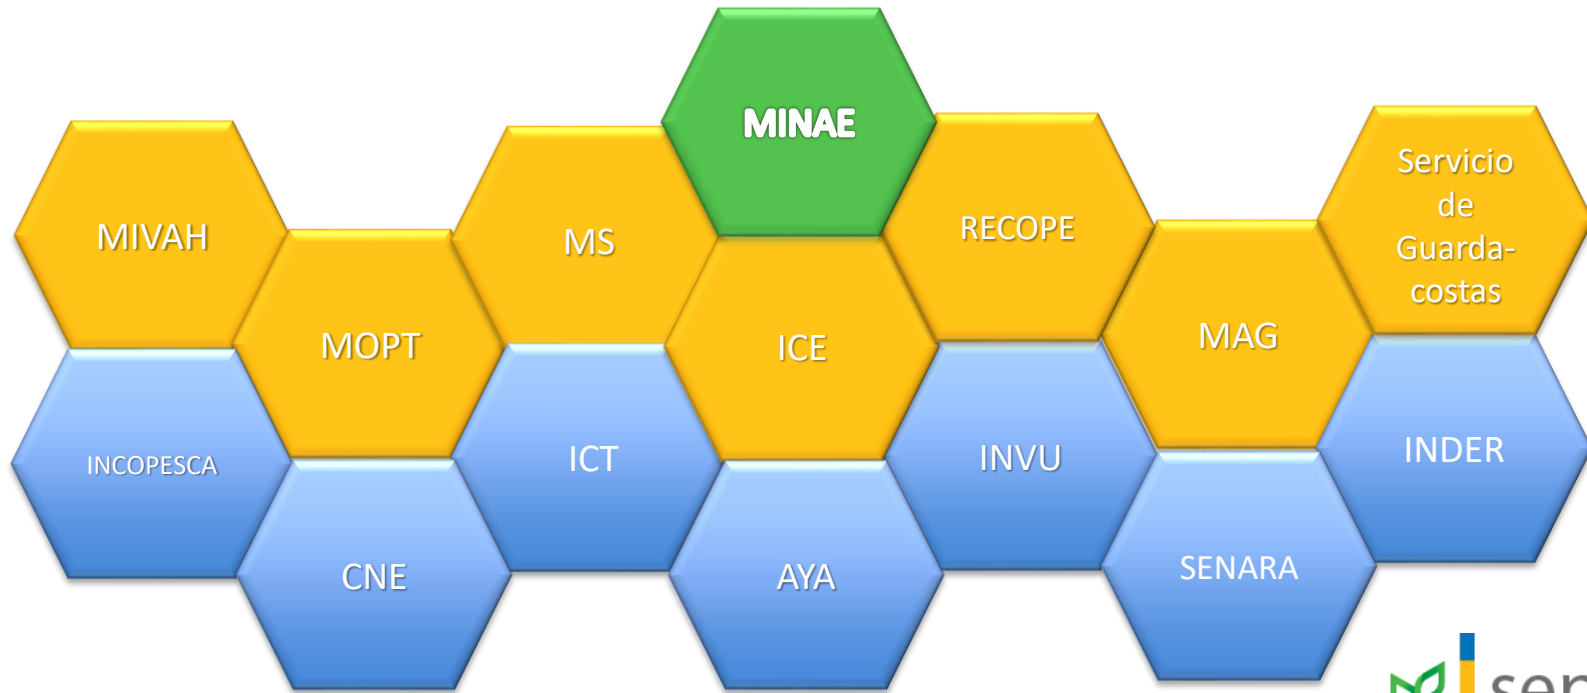 MINAE
MIVAH
MOPT
MS
ICE
RECOPE
MAG
Servicio
de
Guarda-
costas
INCOPESCA
CNE
ICT
AYA
INVU
SENARA
INDER